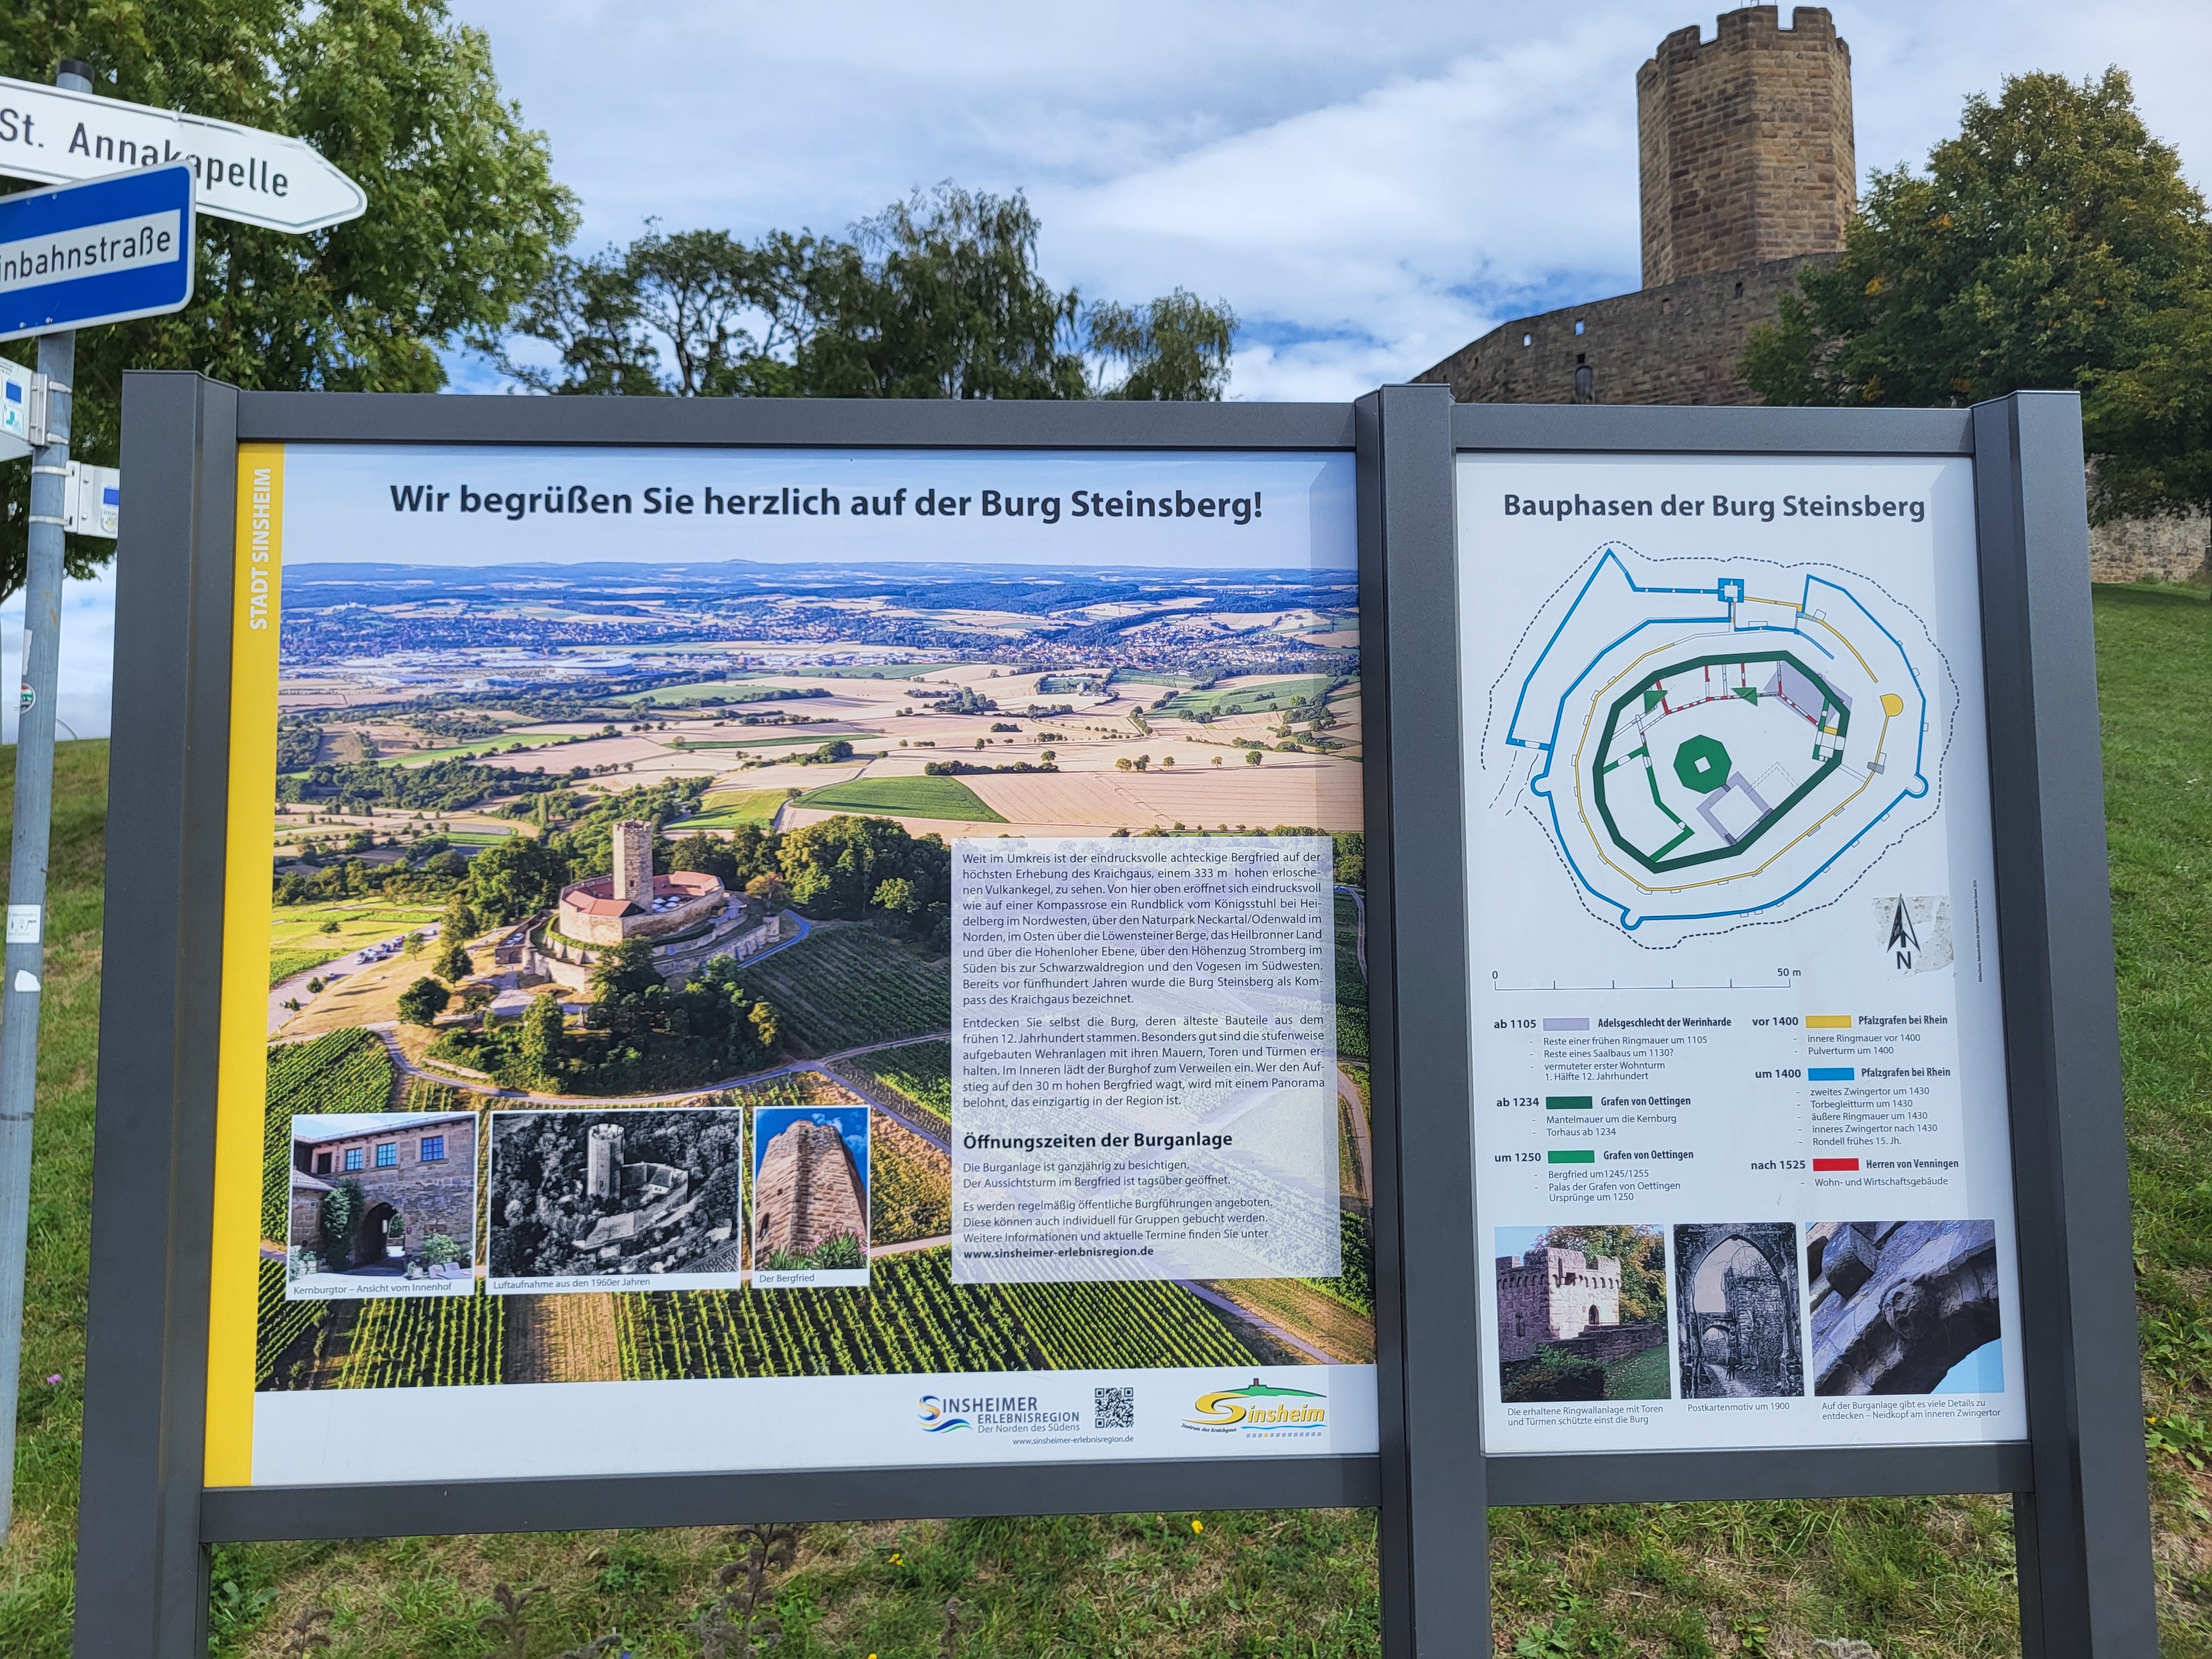 St. Annakapelle
inbahnstraße
STADT SINSHEIM
Wir begrüßen Sie herzlich auf der Burg Steinsberg!
Weit im Umkreis ist der eindrucksvolle achteckige Bergfried auf der
höchsten Erhebung des Kraichgaus, einem 333 m hohen erlosche-
nen Vulkankegel, zu sehen. Von hier oben eröffnet sich eindrucksvoll
wie auf einer Kompassrose ein Rundblick vom Königsstuhl bei Hei-
delberg im Nordwesten, über den Naturpark Neckartal/Odenwald im
Norden, im Osten über die Löwensteiner Berge, das Heilbronner Land
und über die Hohenloher Ebene, über den Höhenzug Stromberg im
Süden bis zur Schwarzwaldregion und den Vogesen im Südwesten.
Bereits vor fünfhundert Jahren wurde die Burg Steinsberg als Kom-
pass des Kraichgaus bezeichnet.
Entdecken Sie selbst die Burg, deren älteste Bauteile aus dem
frühen 12. Jahrhundert stammen. Besonders gut sind die stufenweise
aufgebauten Wehranlagen mit ihren Mauern, Toren und Türmen er-
halten. Im Inneren lädt der Burghof zum Verweilen ein. Wer den Auf-
stieg auf den 30 m hohen Bergfried wagt, wird mit einem Panorama
belohnt, das einzigartig in der Region ist.
Öffnungszeiten der Burganlage
Die Burganlage ist ganzjährig zu besichtigen.
Der Aussichtsturm im Bergfried ist tagsüber geöffnet.
Es werden regelmäßig öffentliche Burgführungen angeboten.
Diese können auch individuell für Gruppen gebucht werden.
Weitere Informationen und aktuelle Termine finden Sie unter
www.sinsheimer-erlebnisregion.de
Kernburgtor – Ansicht vom Innenhof
Luftaufnahme aus den 1960er Jahren
Der Bergfried
SINSHEIMER
ERLEBNISREGION
Der Norden des Südens
www.sinsheimer-erlebnisregion.de
Sinsheim
Zentrum des Kraichgaus
Bauphasen der Burg Steinsberg
N
0 50 m
ab 1105 Adelsgeschlecht der Werinharde
- Reste einer frühen Ringmauer um 1105
- Reste eines Saalbaus um 1130?
- vermuteter erster Wohnturm
1. Hälfte 12. Jahrhundert
ab 1234 Grafen von Oettingen
- Mantelmauer um die Kernburg
- Torhaus ab 1234
um 1250 Grafen von Oettingen
- Bergfried um1245/1255
- Palas der Grafen von Oettingen
Ursprünge um 1250
vor 1400 Pfalzgrafen bei Rhein
- innere Ringmauer vor 1400
- Pulverturm um 1400
um 1400 Pfalzgrafen bei Rhein
- zweites Zwingertor um 1430
- Torbegleitturm um 1430
- äußere Ringmauer um 1430
- inneres Zwingertor nach 1430
- Rondell frühes 15. Jh.
nach 1525 Herren von Venningen
- Wohn- und Wirtschaftsgebäude
Die erhaltene Ringwallanlage mit Toren
und Türmen schützte einst die Burg
Postkartenmotiv um 1900
Auf der Burganlage gibt es viele Details zu
entdecken – Neidkopf am inneren Zwingertor